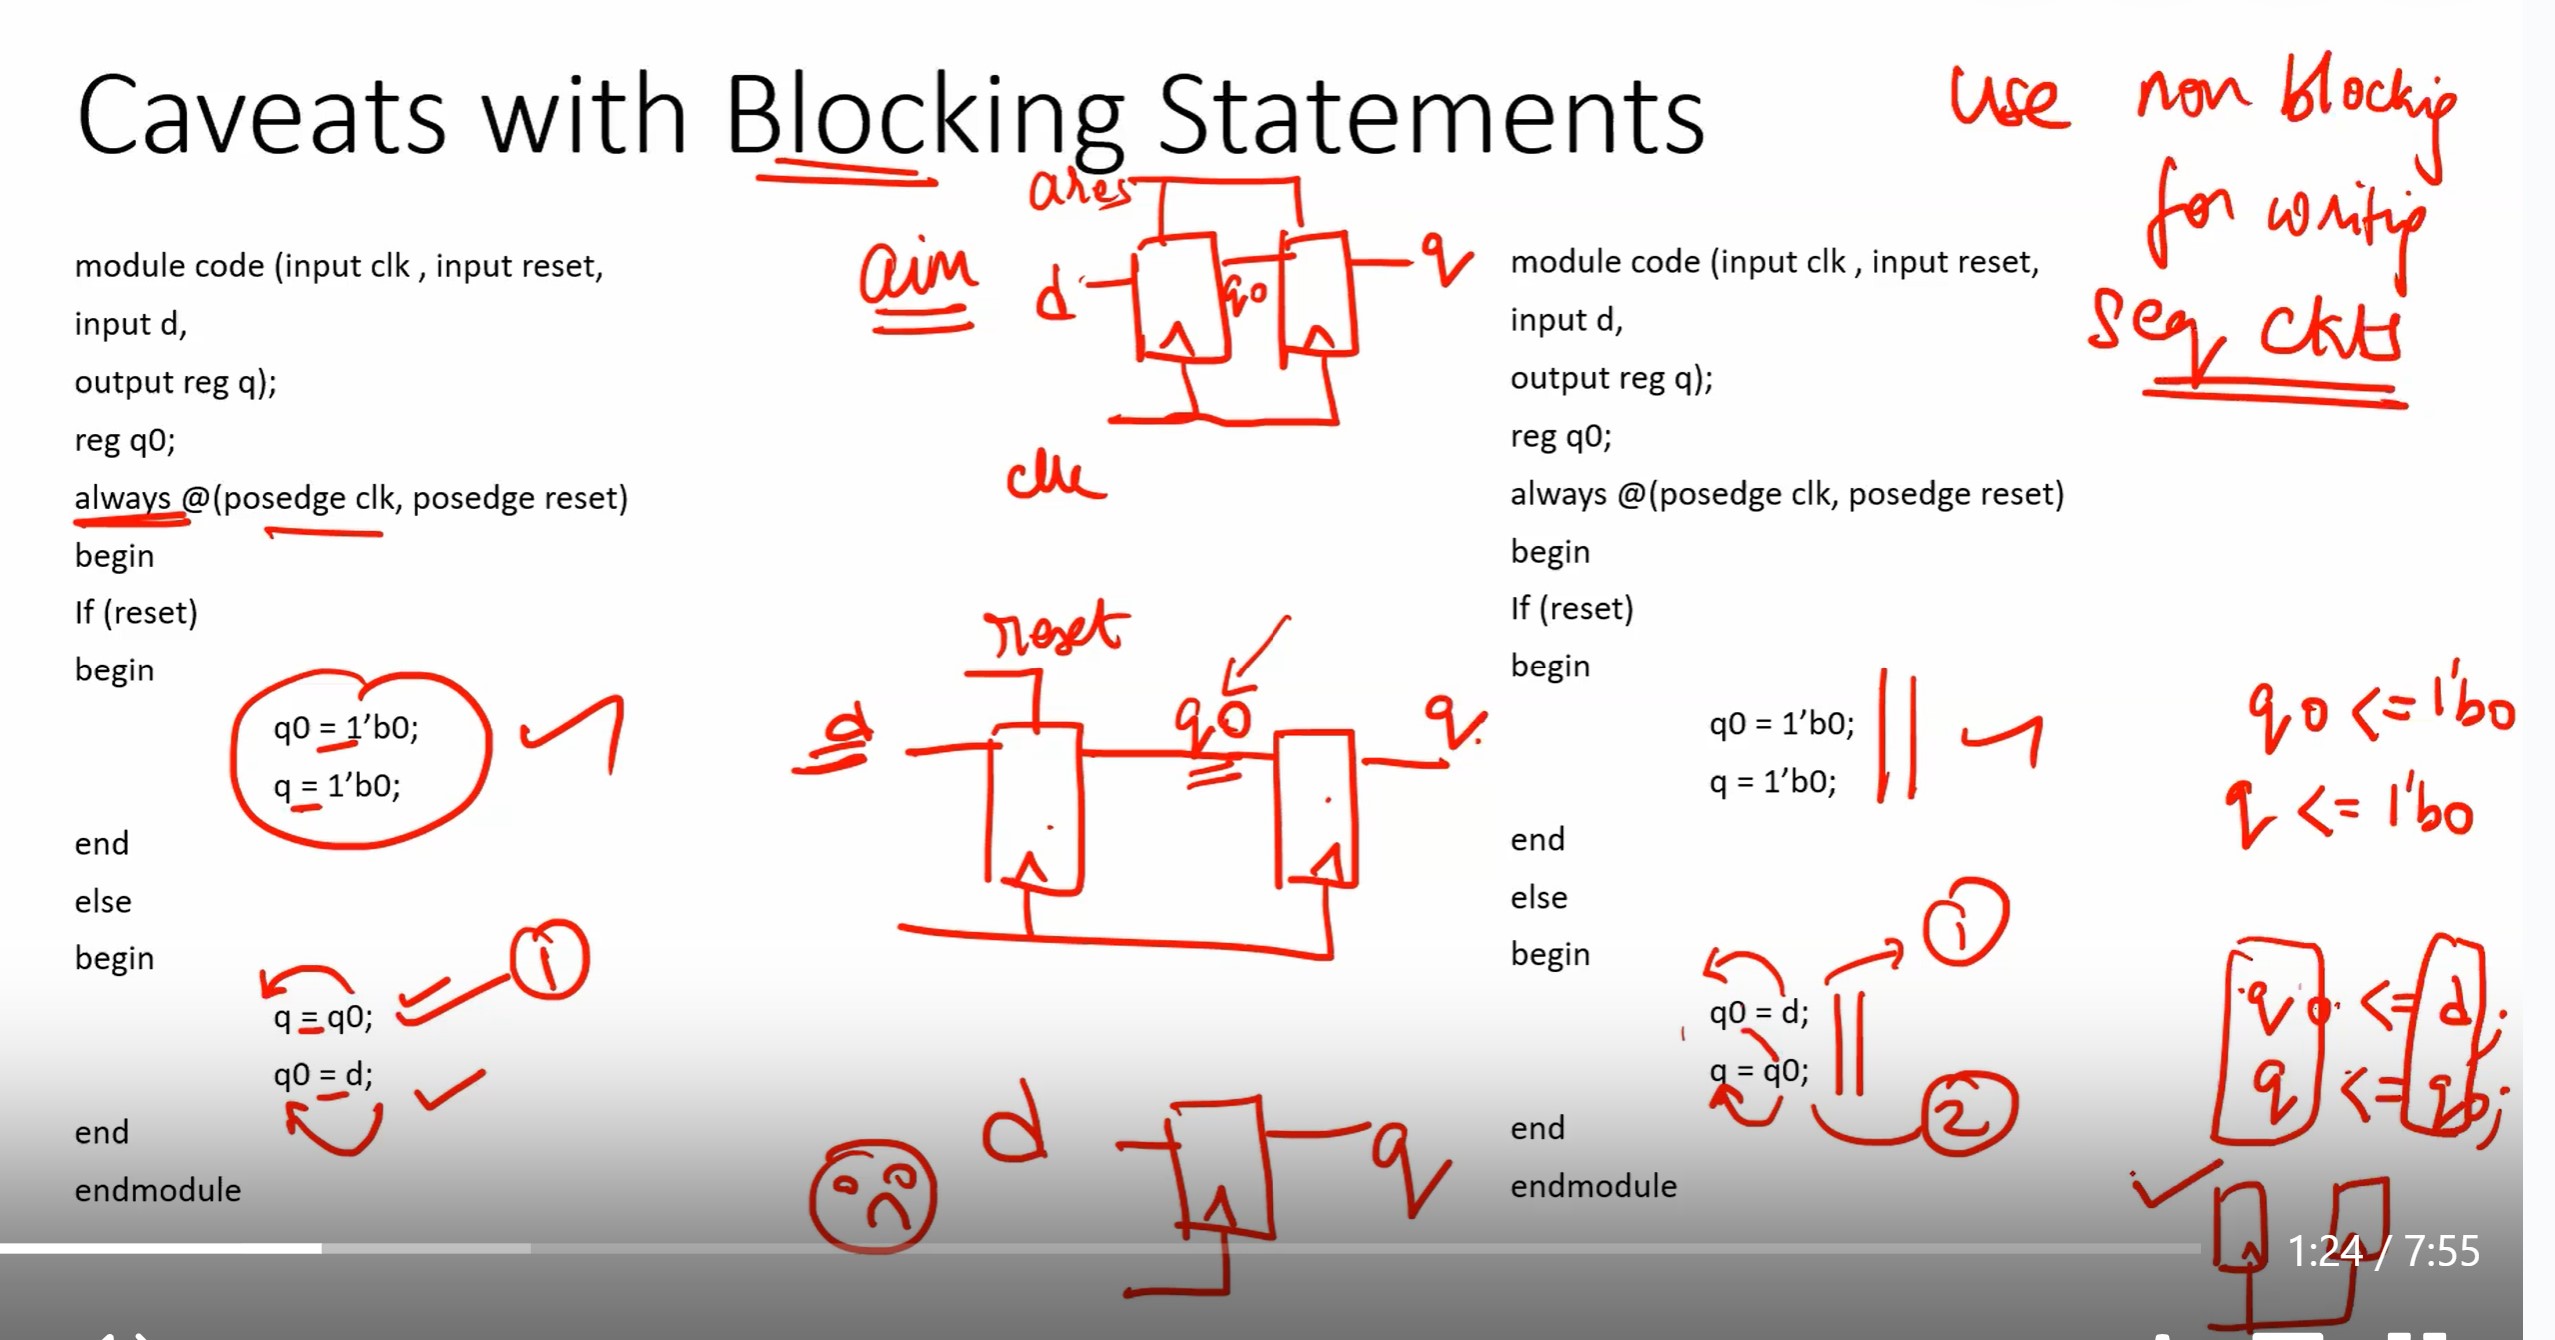 Caveats with Blocking Statements
use non blocking
for writing
seq ckts
module code (input clk , input reset,
input d,
output reg q);
reg q0;
always @(posedge clk, posedge reset)
begin
If (reset)
begin
q0 = 1’b0;
q = 1’b0;
end
else
begin
q = q0;
q0 = d;
end
endmodule
1
aim
ares
d
q0
q
clk
reset
d
q0
q
d
q
module code (input clk , input reset,
input d,
output reg q);
reg q0;
always @(posedge clk, posedge reset)
begin
If (reset)
begin
q0 = 1’b0;
q = 1’b0;
end
else
begin
q0 = d;
q = q0;
end
endmodule
1
2
q0 <= 1'b0
q <= 1'b0
q0 <= d;
q <= q0;
1:24 / 7:55